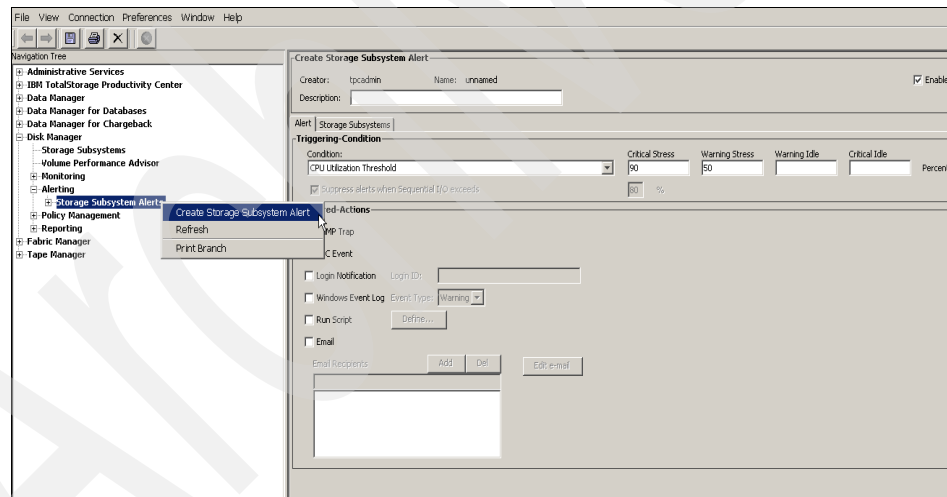 File View Connection Preferences Window Help
Navigation Tree
Administrative Services
IBM TotalStorage Productivity Center
Data Manager
Data Manager for Databases
Data Manager for Chargeback
Disk Manager
Storage Subsystems
Volume Performance Advisor
Monitoring
Alerting
Storage Subsystem Alerts
Policy Management
Reporting
Fabric Manager
Tape Manager
Create Storage Subsystem Alert
Refresh
Print Branch
Create Storage Subsystem Alert
Creator: tpcadmin Name: unnamed Enable
Description:
Alert Storage Subsystems
Triggering-Condition
Condition: Critical Stress Warning Stress Warning Idle Critical Idle
CPU Utilization Threshold 90 50 Percent
Suppress alerts when Sequential I/O exceeds 80 %
ed-Actions
MP Trap
C Event
Login Notification Login ID:
Windows Event Log Event Type: Warning
Run Script Define...
Email
Email Recipients Add Del Edit e-mail